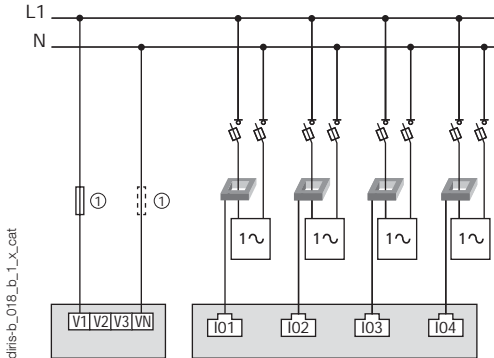 L1
N
① ①
1∿ 1∿ 1∿ 1∿
V1 V2 V3 VN I01 I02 I03 I04
diris-b_018_b_1_x_cat